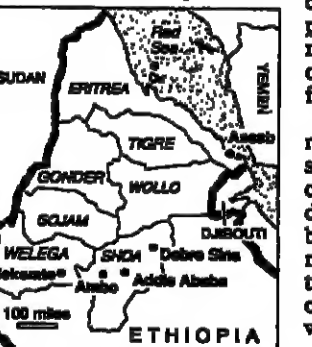 Red
Sea
SUDAN
ERITREA
YEMEN
Assab
TIGRE
GONDER
WOLLO
GOJAM
DJIBOUTI
WELEGA
SHOA
Debre Sina
Nekemte
Ambo
Addis Ababa
100 miles
ETHIOPIA